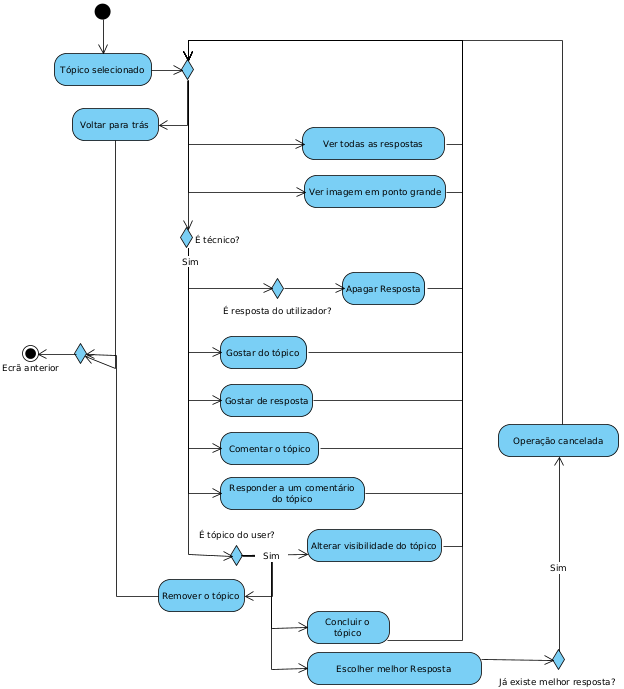 Tópico selecionado
Voltar para trás
Ver todas as respostas
Ver imagem em ponto grande
É técnico?
Sim
Apagar Resposta
É resposta do utilizador?
Gostar do tópico
Ecrã anterior
Gostar de resposta
Comentar o tópico
Operação cancelada
Responder a um comentário
do tópico
É tópico do user?
Sim
Alterar visibilidade do tópico
Sim
Remover o tópico
Concluir o
tópico
Escolher melhor Resposta
Já existe melhor resposta?